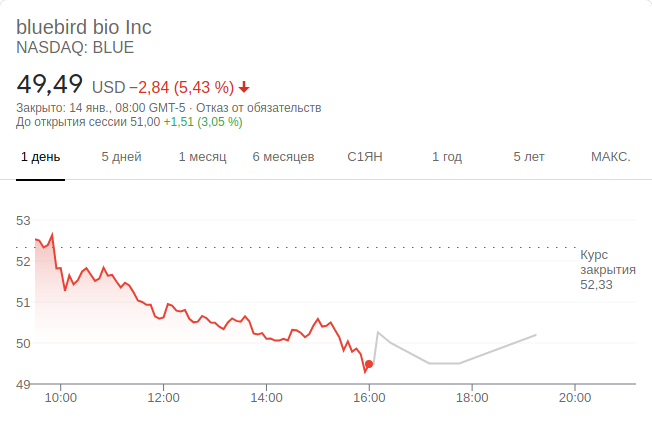 bluebird bio Inc
NASDAQ: BLUE
49,49 USD −2,84 (5,43 %)
Закрыто: 14 янв., 08:00 GMT-5 · Отказ от обязательств
До открытия сессии 51,00 +1,51 (3,05 %)
1 день 5 дней 1 месяц 6 месяцев С1ЯН 1 год 5 лет МАКС.
53
52
51
50
49
Курс
закрытия
52,33
10:00 12:00 14:00 16:00 18:00 20:00